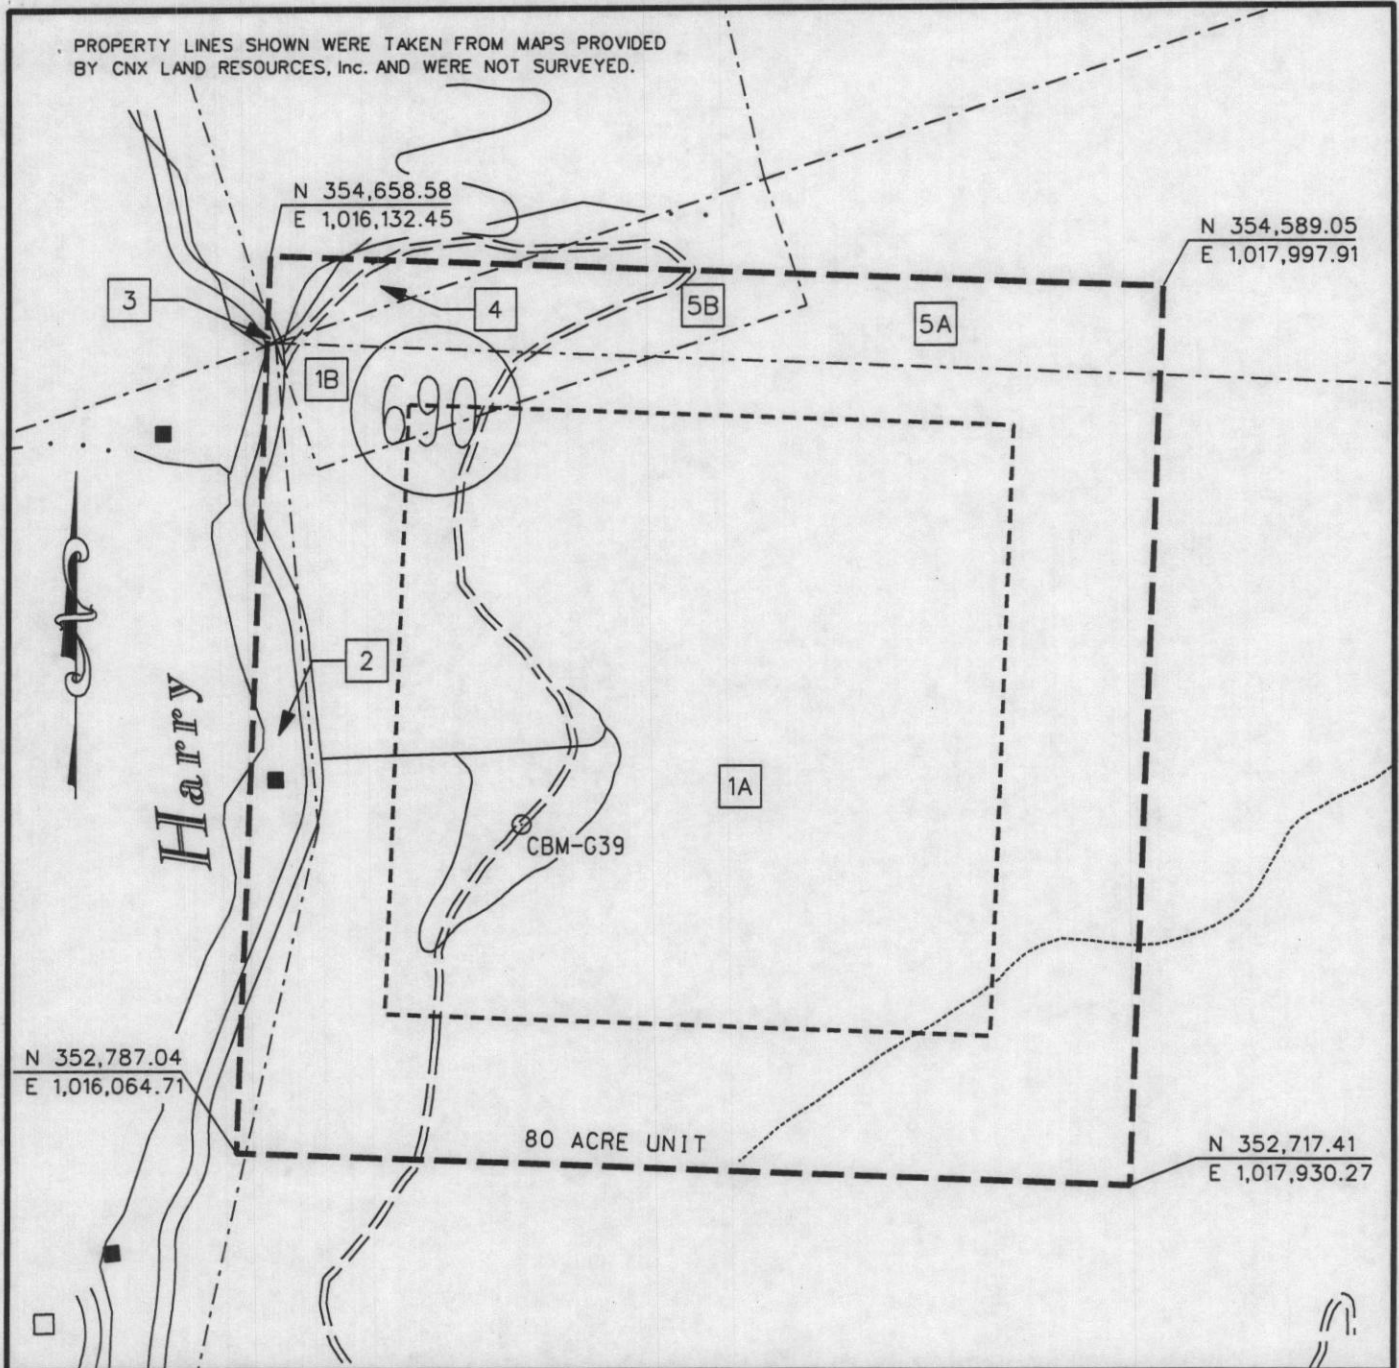 PROPERTY LINES SHOWN WERE TAKEN FROM MAPS PROVIDED
BY CNX LAND RESOURCES, Inc. AND WERE NOT SURVEYED.
N 354,658.58
E 1,016,132.45
N 354,589.05
E 1,017,997.91
3
4
5B
5A
1B
690
2
Harry
1A
CBM-G39
N 352,787.04
E 1,016,064.71
80 ACRE UNIT
N 352,717.41
E 1,017,930.27